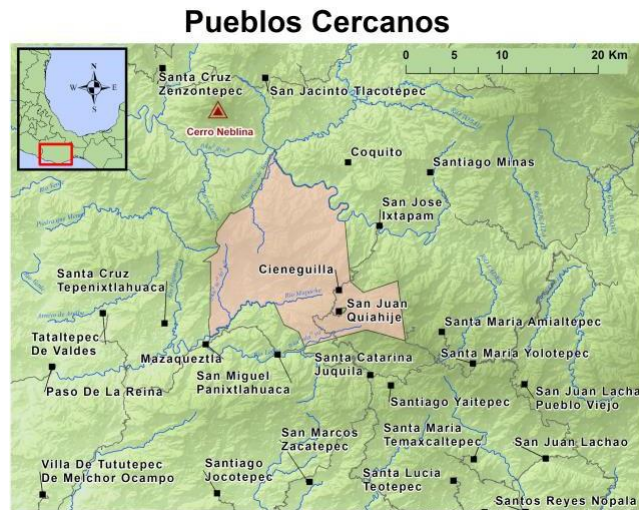 Pueblos Cercanos
N
W E
S
0 5 10 20 Km
Santa Cruz
Zenzontepec
San Jacinto Tlacotepec
Cerro Neblina
Coquito
Santiago Minas
San Jose
Ixtapam
Cieneguilla
Santa Cruz
Tepenixtlahuaca
San Juan
Quiahije
Santa Maria Amialtepec
Tataltepec
De Valdes
Mazaqueztla
Santa Catarina
Juquila
Santa Maria Yolotepec
Paso De La Reina
San Miguel
Panixtlahuaca
Santiago Yaitepec
San Juan Lacha
Pueblo Viejo
San Marcos
Zacatepec
Santa Maria
Temaxcaltepec
San Juan Lachao
Villa De Tututepec
De Melchor Ocampo
Santiago
Jocotepec
Santa Lucia
Teotepec
Santos Reyes Nopala